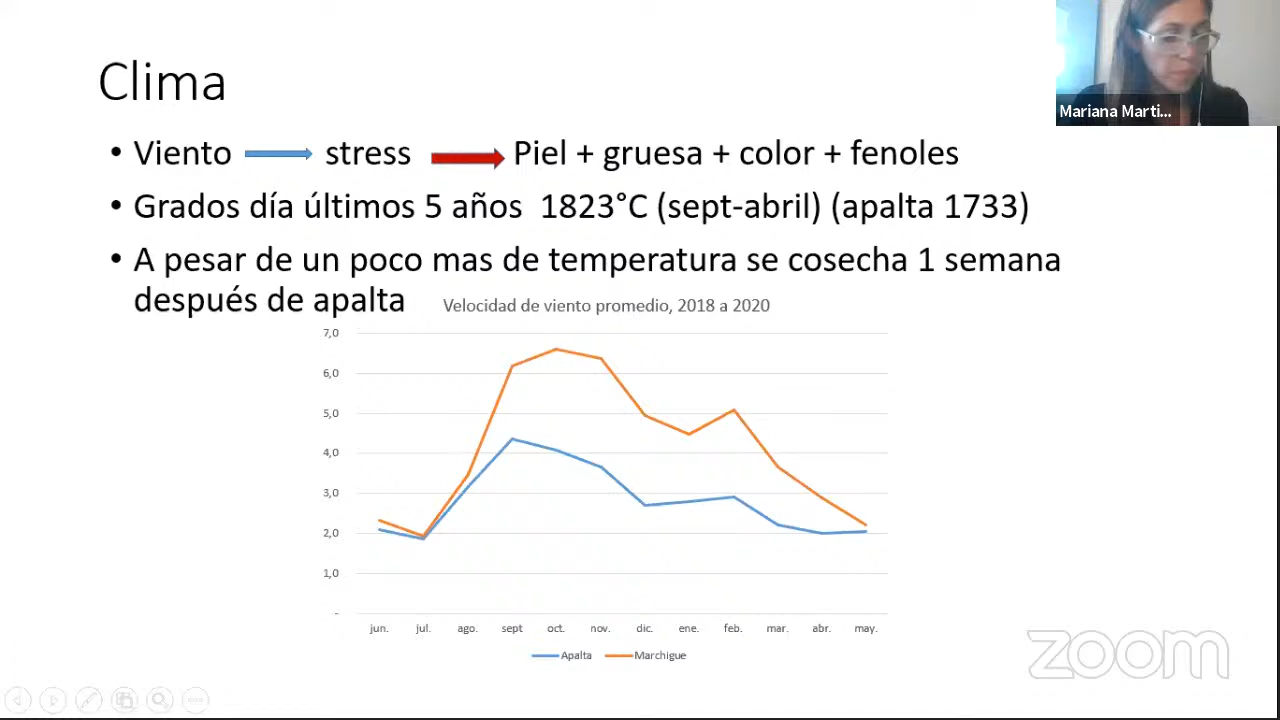 Clima
Mariana Marti...
• Viento stress Piel + gruesa + color + fenoles
• Grados día últimos 5 años 1823°C (sept-abril) (apalta 1733)
• A pesar de un poco mas de temperatura se cosecha 1 semana
después de apalta
Velocidad de viento promedio, 2018 a 2020
7,0
6,0
5,0
4,0
3,0
2,0
1,0
-
jun. jul. ago. sept oct. nov. dic. ene. feb. mar. abr. may.
Apalta Marchigue
zoom